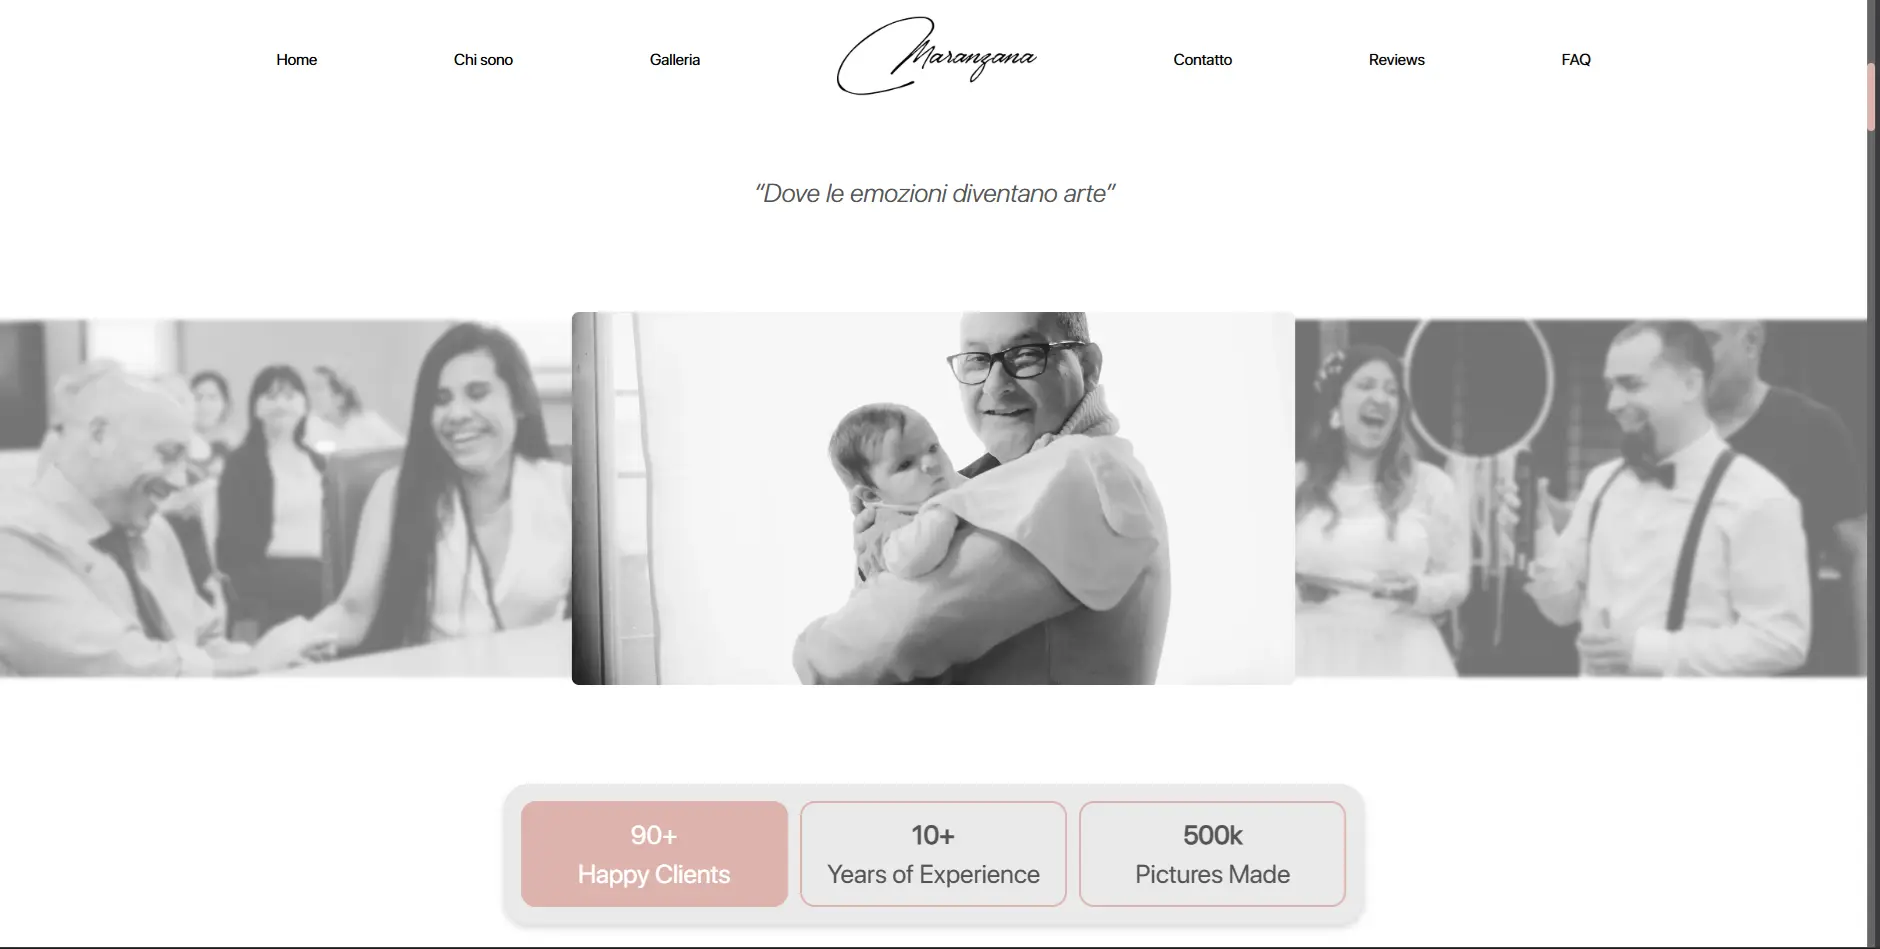 Home
Chi sono
Galleria
Maranzana
Contatto
Reviews
FAQ
“Dove le emozioni diventano arte”
90+
Happy Clients
10+
Years of Experience
500k
Pictures Made